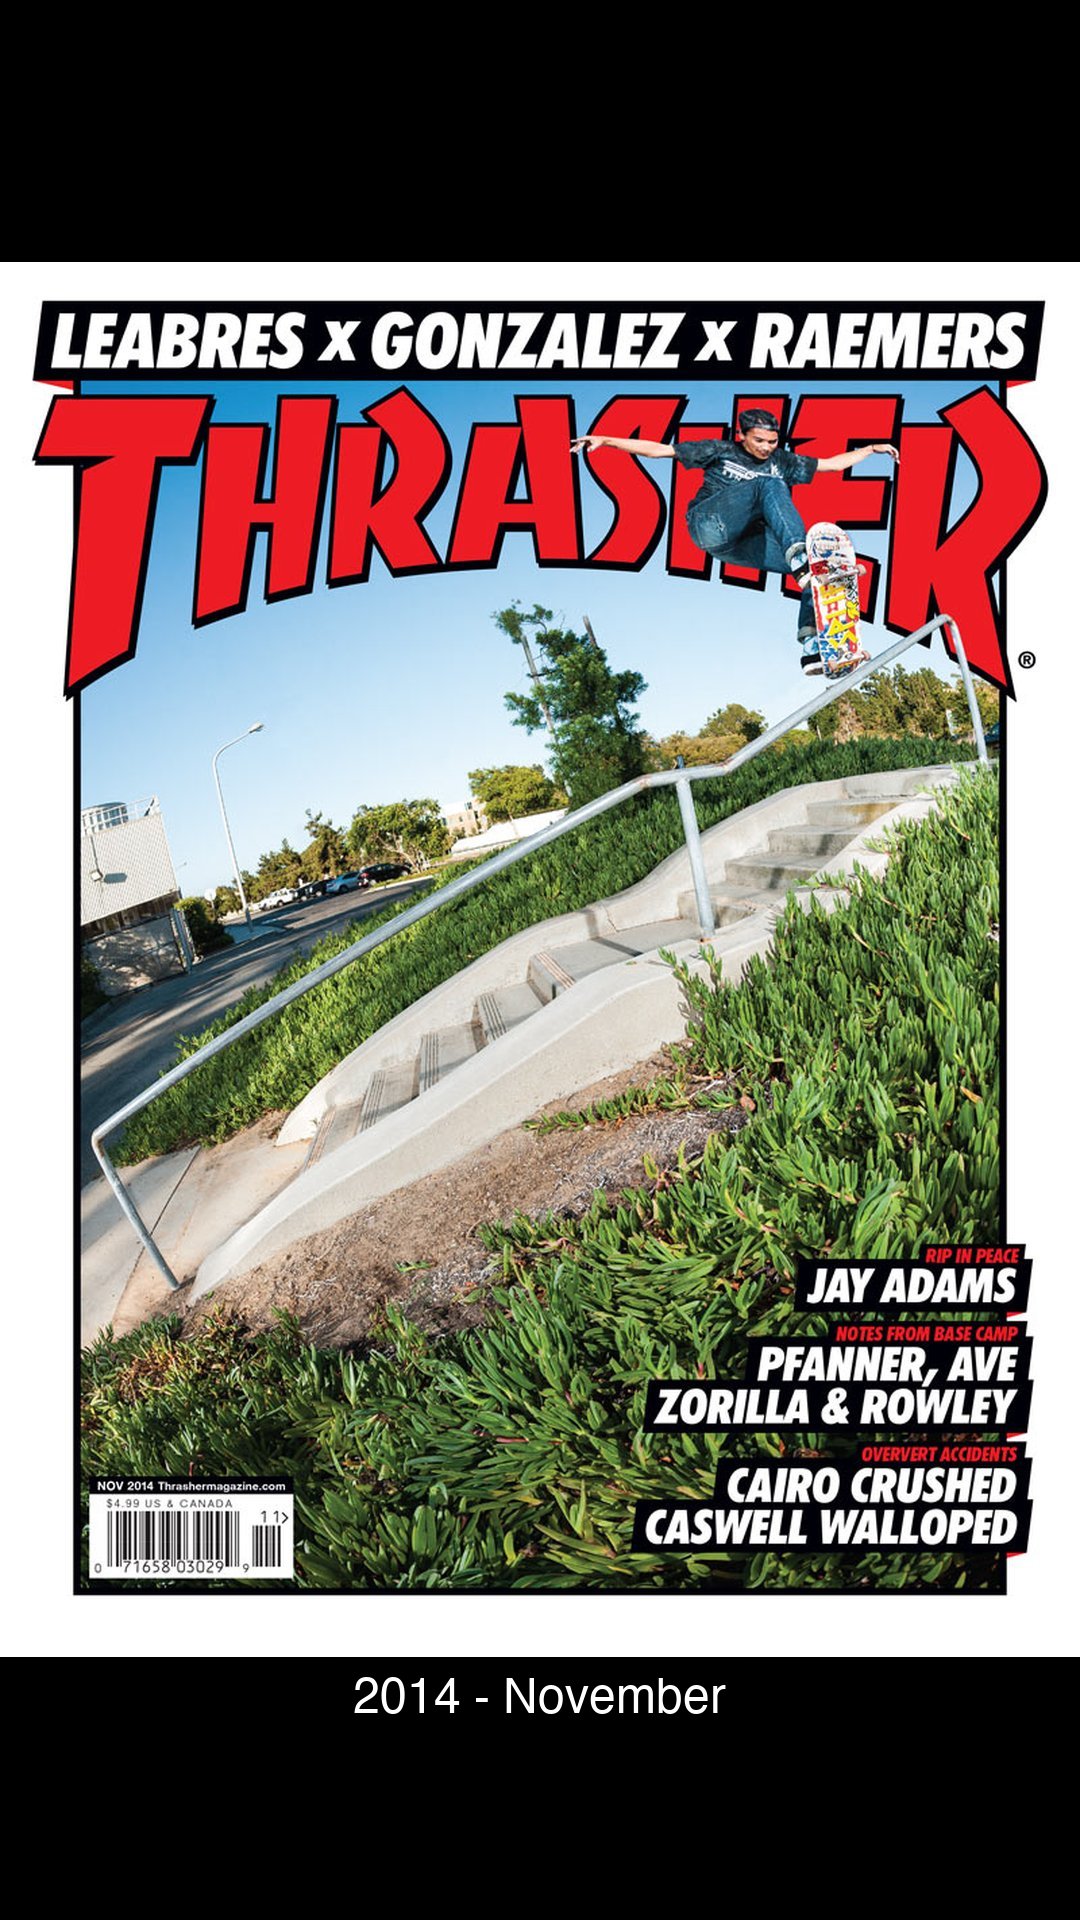 LEABRES x GONZALEZ x RAEMERS
THRASHER
®
RIP IN PEACE
JAY ADAMS
NOTES FROM BASE CAMP
PFANNER, AVE
ZORILLA & ROWLEY
OVERVERT ACCIDENTS
CAIRO CRUSHED
CASWELL WALLOPED
NOV 2014 Thrashermagazine.com
$4.99 US & CANADA
11>
0 71658 03029 9
2014 - November